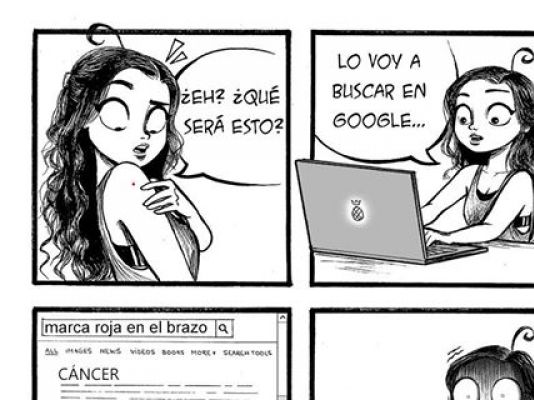 ¿EH? ¿QUÉ
SERÁ ESTO?
LO VOY A
BUSCAR EN
GOOGLE...
marca roja en el brazo
ALL IMAGES NEWS VIDEOS BOOKS MORE▾ SEARCH TOOLS
CÁNCER